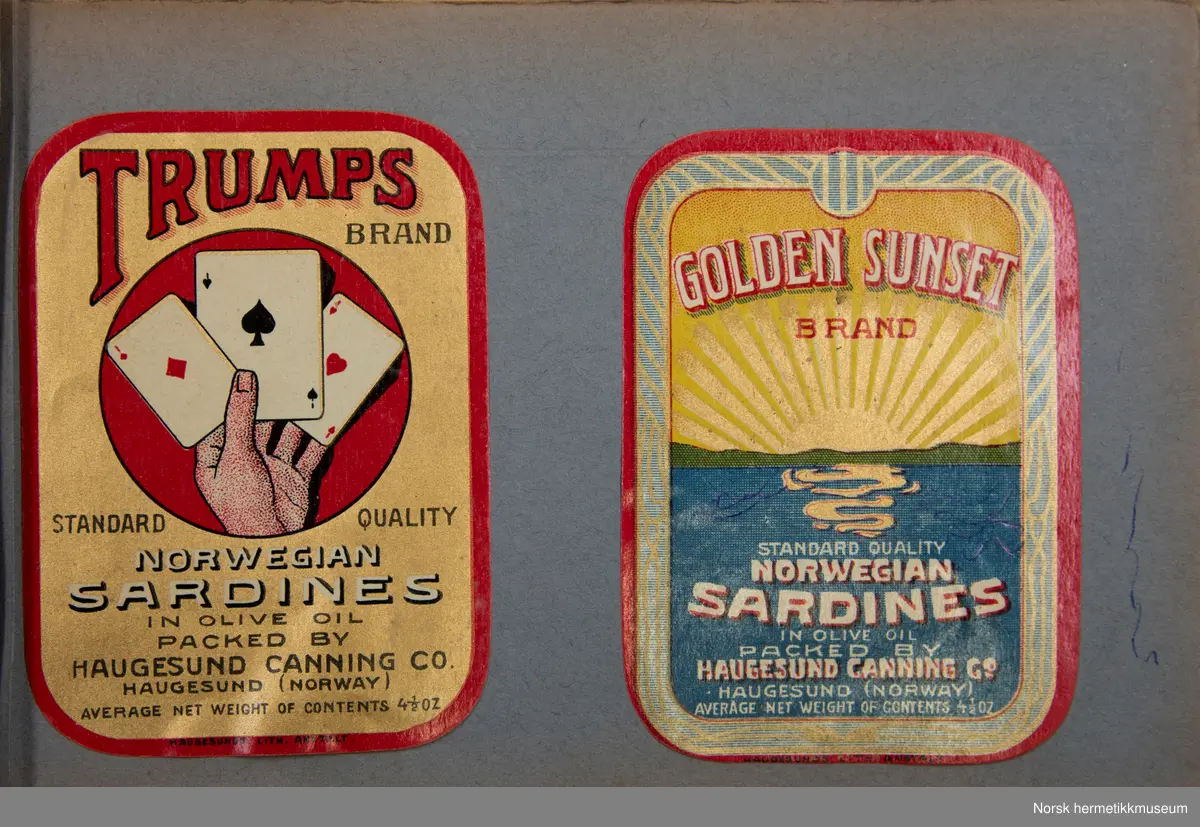 TRUMPS
BRAND
STANDARD QUALITY
NORWEGIAN
SARDINES
IN OLIVE OIL
PACKED BY
HAUGESUND CANNING CO.
HAUGESUND (NORWAY)
AVERAGE NET WEIGHT OF CONTENTS 4½ OZ
LITH.
GOLDEN SUNSET
BRAND
STANDARD QUALITY
NORWEGIAN
SARDINES
IN OLIVE OIL
PACKED BY
HAUGESUND CANNING Co
HAUGESUND (NORWAY)
AVERAGE NET WEIGHT OF CONTENTS 4½ OZ
Norsk hermetikkmuseum